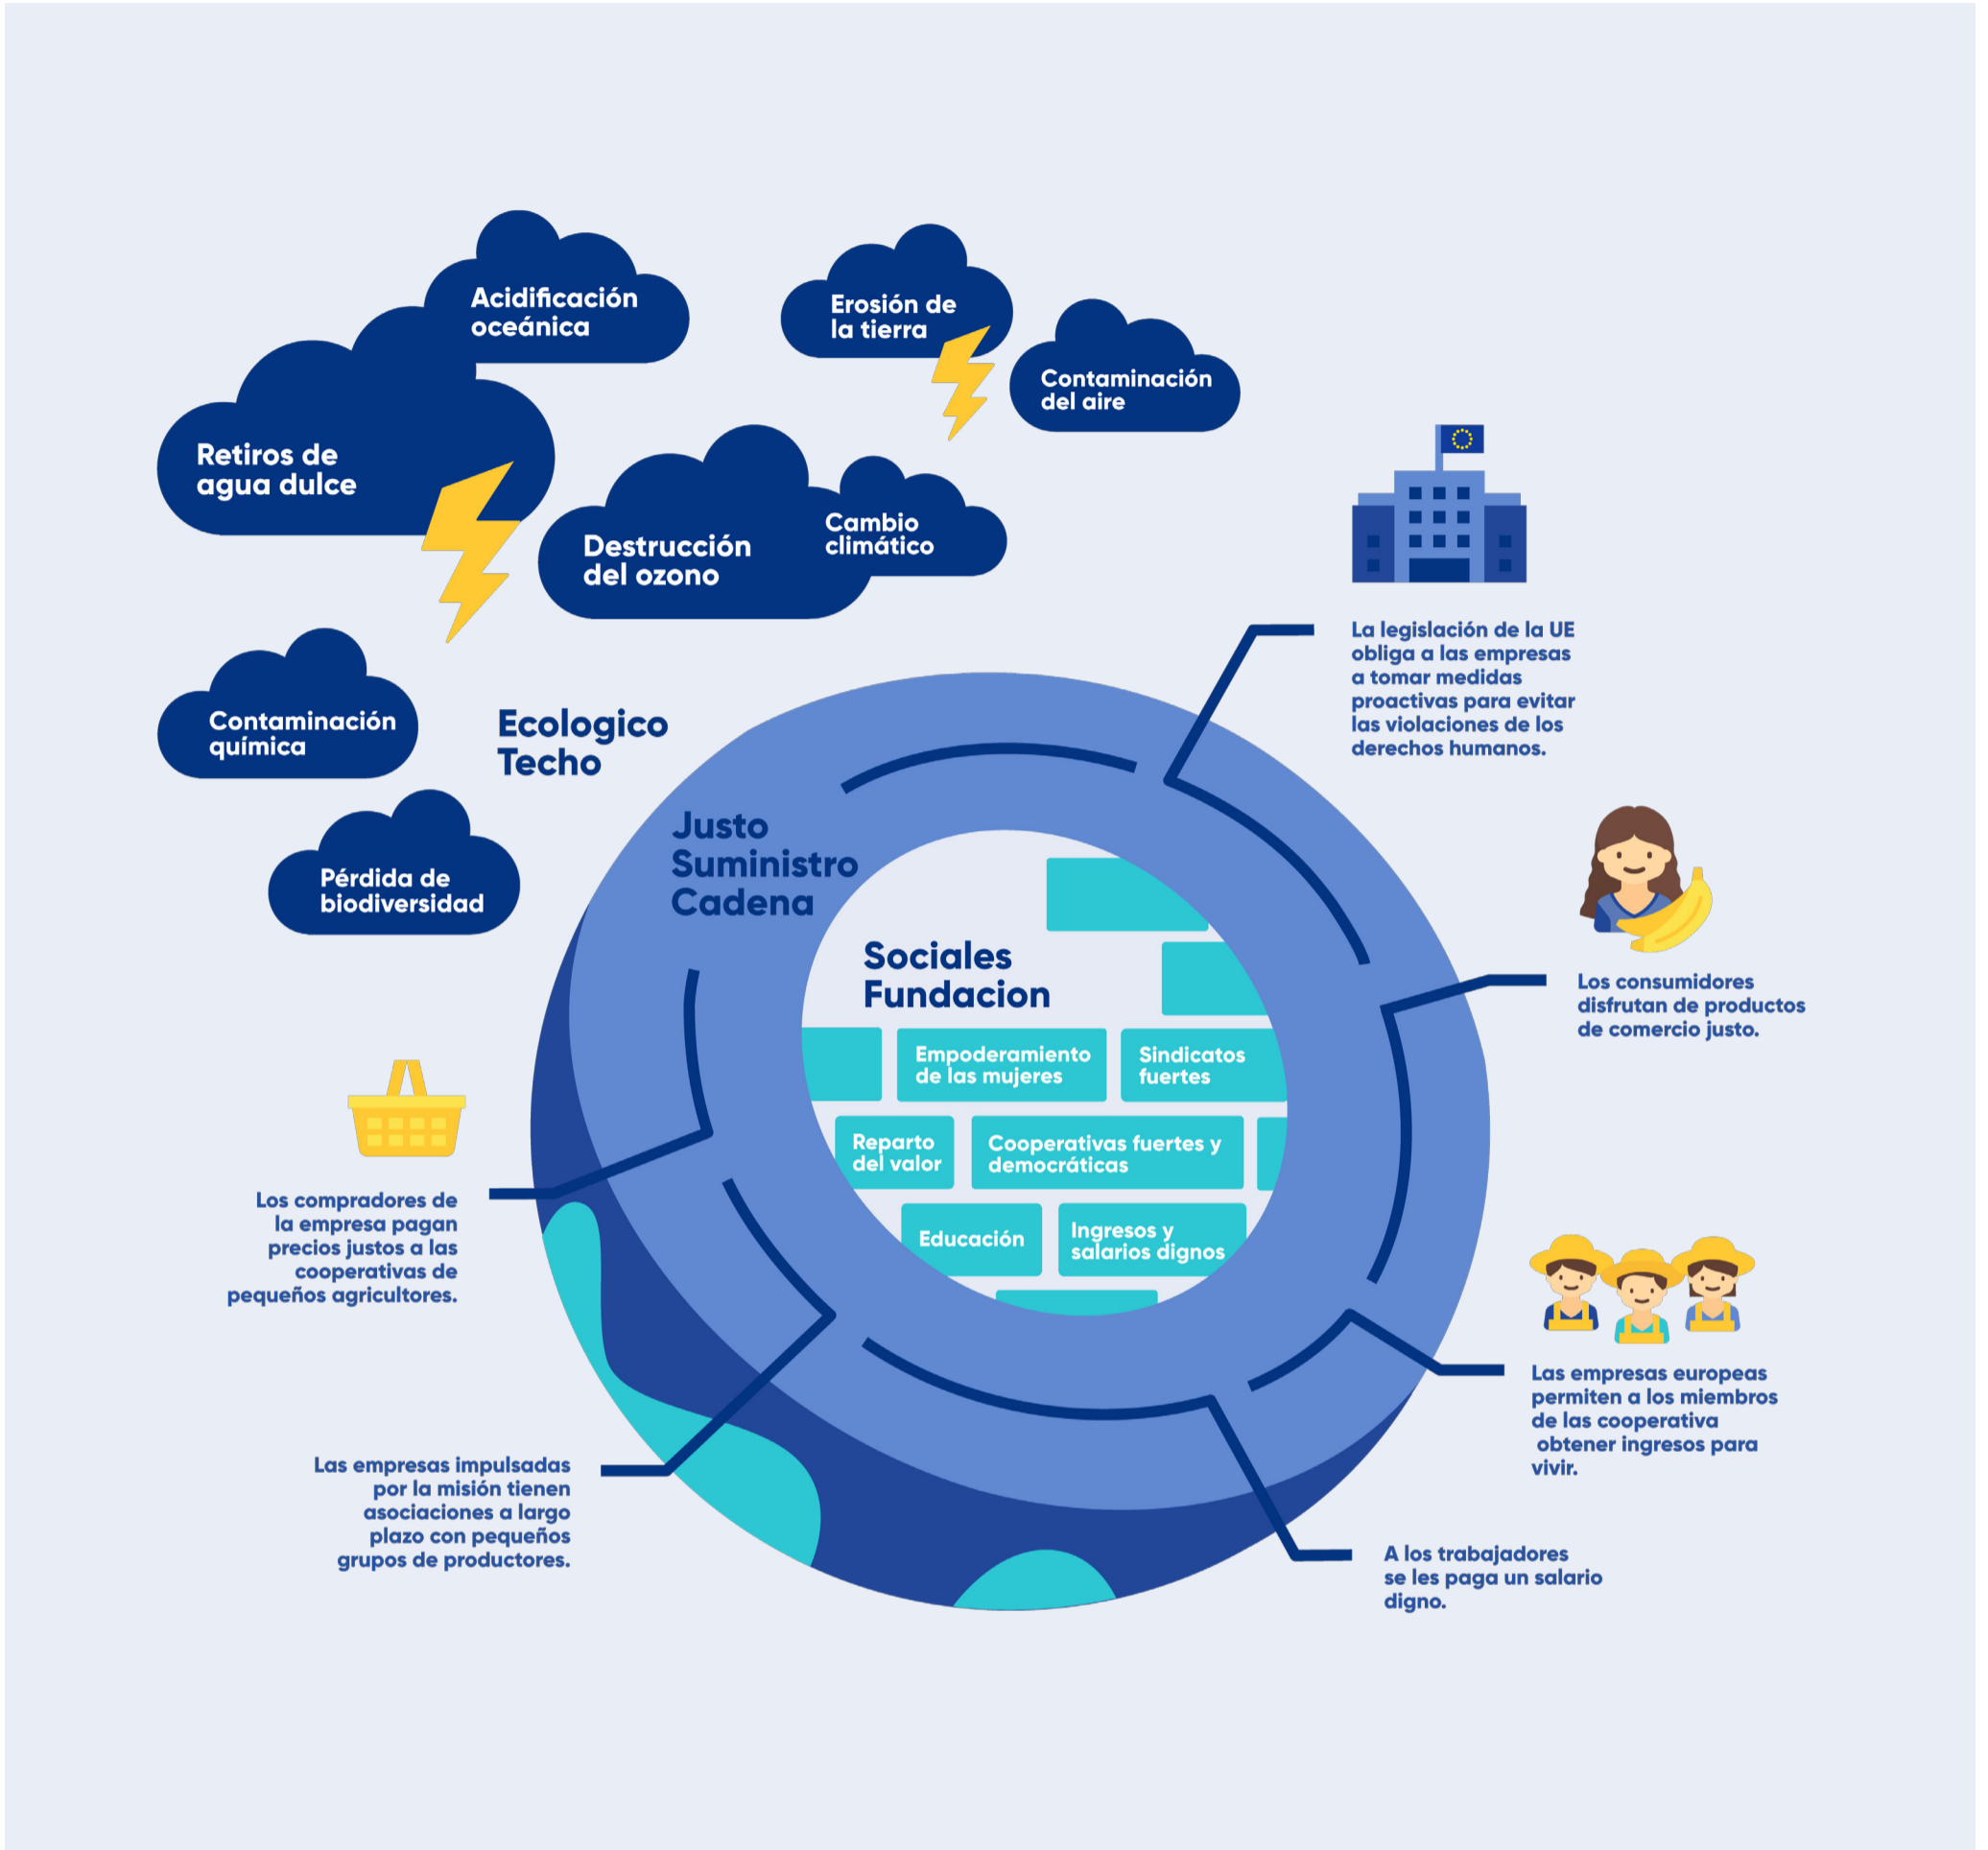 Acidificación
oceánica
Erosión de
la tierra
Contaminación
del aire
Retiros de
agua dulce
Destrucción
del ozono
Cambio
climático
La legislación de la UE
obliga a las empresas
a tomar medidas
proactivas para evitar
las violaciones de los
derechos humanos.
Contaminación
química
Ecologico
Techo
Pérdida de
biodiversidad
Justo
Suministro
Cadena
Sociales
Fundacion
Los consumidores
disfrutan de productos
de comercio justo.
Empoderamiento
de las mujeres
Sindicatos
fuertes
Reparto
del valor
Cooperativas fuertes y
democráticas
Educación
Ingresos y
salarios dignos
Los compradores de
la empresa pagan
precios justos a las
cooperativas de
pequeños agricultores.
Las empresas europeas
permiten a los miembros
de las cooperativa
obtener ingresos para
vivir.
Las empresas impulsadas
por la misión tienen
asociaciones a largo
plazo con pequeños
grupos de productores.
A los trabajadores
se les paga un salario
digno.